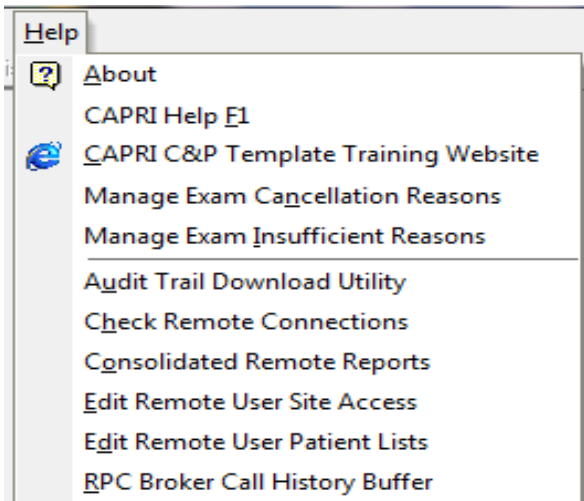 Help
About
CAPRI Help F1
CAPRI C&P Template Training Website
Manage Exam Cancellation Reasons
Manage Exam Insufficient Reasons
Audit Trail Download Utility
Check Remote Connections
Consolidated Remote Reports
Edit Remote User Site Access
Edit Remote User Patient Lists
RPC Broker Call History Buffer